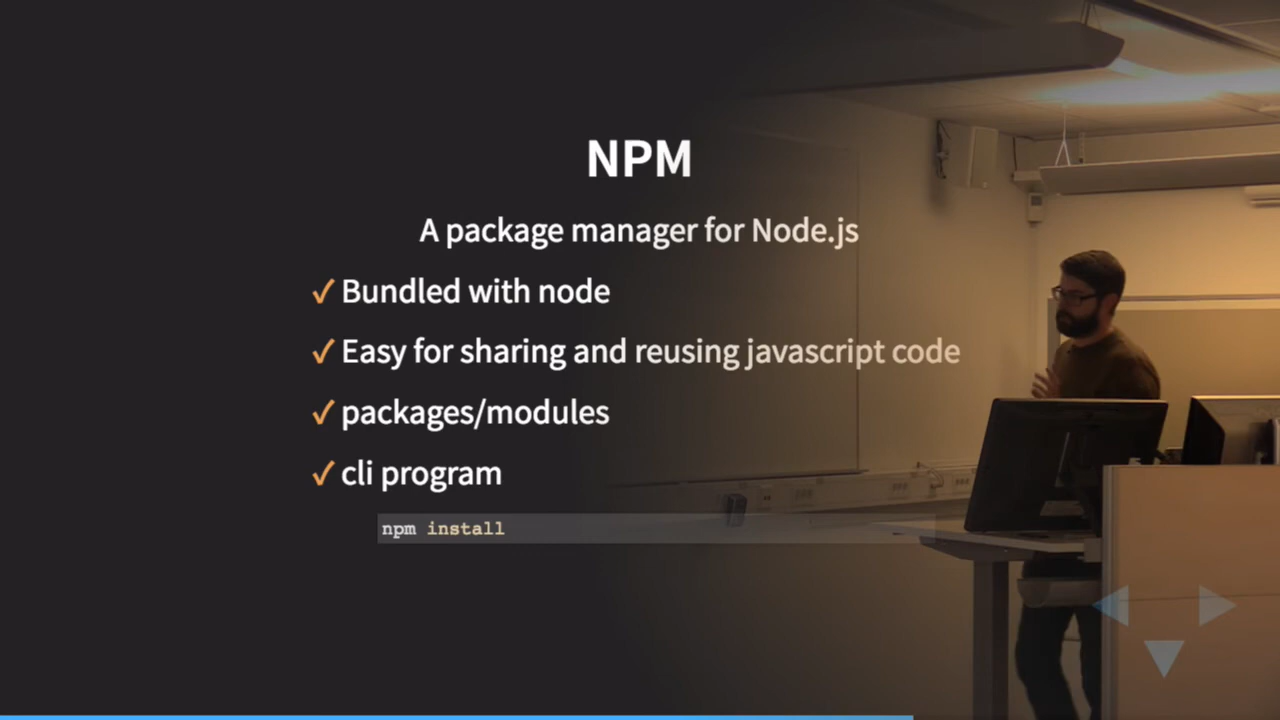 NPM
A package manager for Node.js
✓ Bundled with node
✓ Easy for sharing and reusing javascript code
✓ packages/modules
✓ cli program
npm install